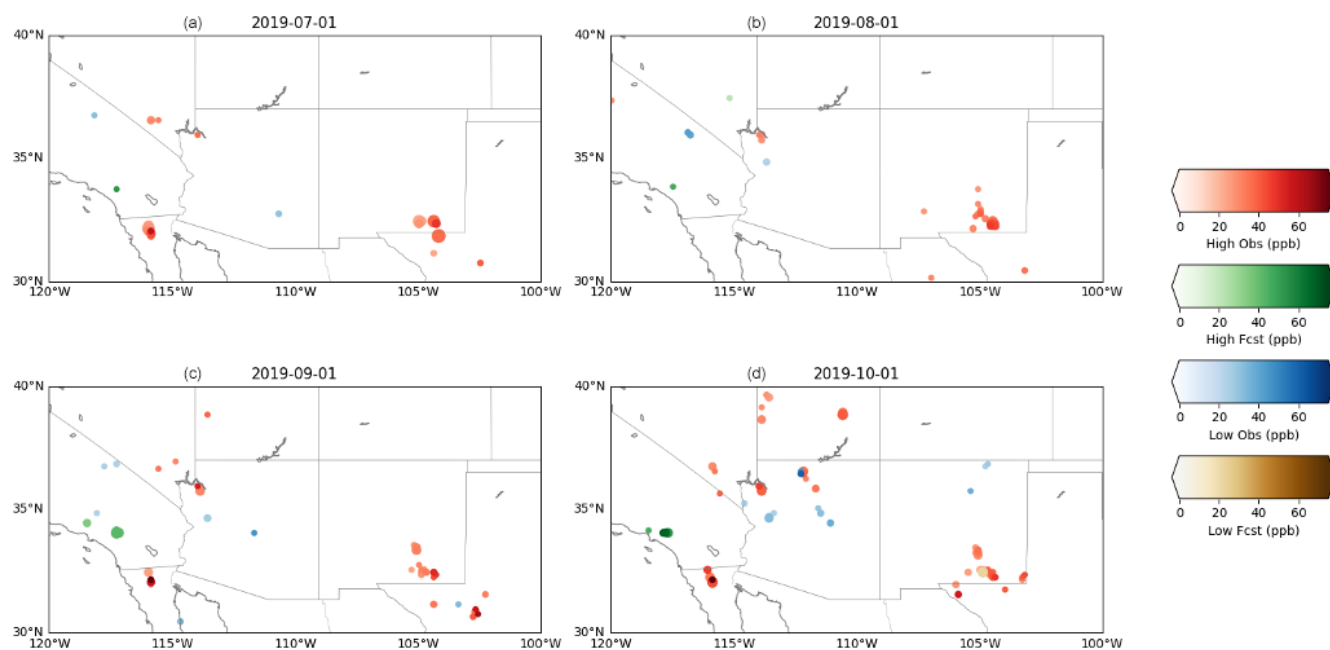 (a) 2019-07-01
(b) 2019-08-01
40°N
35°N
30°N
120°W 115°W 110°W 105°W 100°W
40°N
35°N
30°N
120°W 115°W 110°W 105°W 100°W
(c) 2019-09-01
(d) 2019-10-01
40°N
35°N
30°N
120°W 115°W 110°W 105°W 100°W
40°N
35°N
30°N
120°W 115°W 110°W 105°W 100°W
0 20 40 60
High Obs (ppb)
0 20 40 60
High Fcst (ppb)
0 20 40 60
Low Obs (ppb)
0 20 40 60
Low Fcst (ppb)